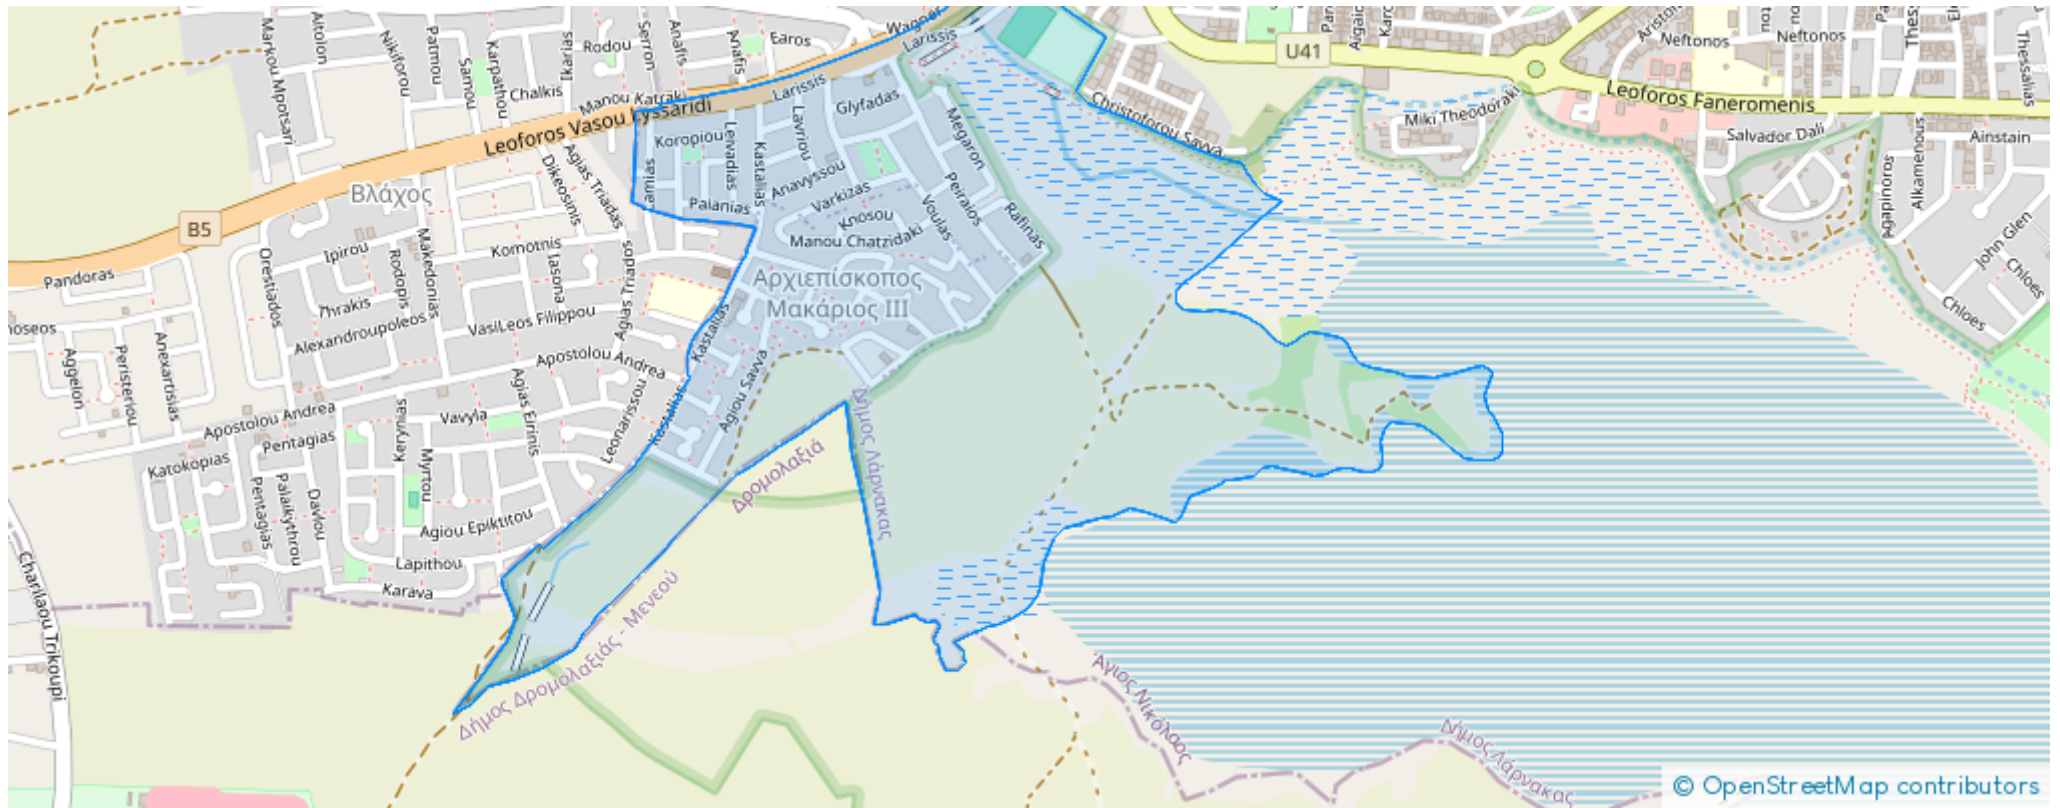 Markou Mpotsari
Aitolon
Nikiforou
Patmou
Samou
Karpathou
Chalkis
Ikarias
Rodou
Serron
Anafis
Anafis
Earos
Wagner
Larissis
Larissis
Manou Katraki
Leoforos Vasou Lyssaridi
B5
U41
Βλάχος
Dikeosinis
Agias Triadas
Agias Triados
Koropiou
Levadias
Kastalias
Lavriou
Glyfadas
Megaron
Anavyssou
Varkizas
Palanias
Knosou
Manou Chatzidaki
Voulas
Peiraios
Rafinas
Αρχιεπίσκοπος
Μακάριος III
Christoforou Savva
Miki Theodoraki
Leoforos Faneromenis
Neftonos
Neftonos
Salvador Dali
Ainstain
Thessalias
Agapinoros
Alkamenous
John Glen
Chloes
Chloes
Pandoras
Orestiados
Ipirou
Rodopis
Makedonias
Komotnis
Iasona
Thrakis
Alexandroupoleos
VasiLeos Filippou
Aggelon
Peristeriou
Anexartisias
Apostolou Andrea
Apostolou Andrea
Kastalias
Kastalias
Agiou Savva
Leonarissou
Agias Eirinis
Vavyla
Pentagias
Pentagias
Katokopias
Palaikythrou
Davlou
Keryneias
Myrtou
Agiou Epiktitou
Lapithou
Karava
Charilaou Trikoupi
Δρομολαξιά
Δήμος Λάρνακας
Δήμος Δρομολαξιάς - Μενεού
Άγιος Νικόλαος
Δήμος Λάρνακας
© OpenStreetMap contributors